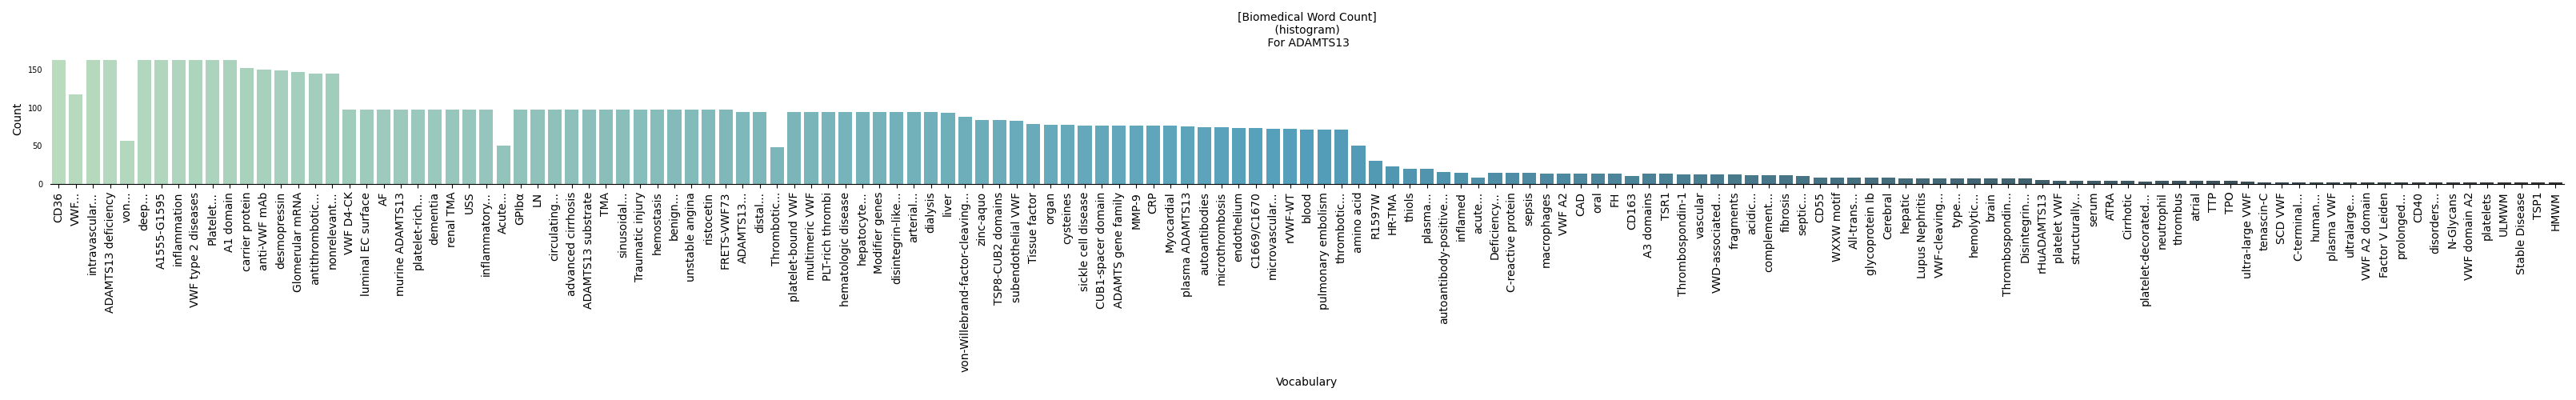 [Biomedical Word Count]
(histogram)
For ADAMTS13
Count
150
100
50
0
CD36
VWF...
intravascular...
ADAMTS13 deficiency
von...
deep...
A1555-G1595
inflammation
VWF type 2 diseases
Platelet...
A1 domain
carrier protein
anti-VWF mAb
desmopressin
Glomerular mRNA
antithrombotic...
nonrelevant...
VWF D4-CK
luminal EC surface
AF
murine ADAMTS13
platelet-rich...
dementia
renal TMA
USS
inflammatory...
Acute...
GPIbα
LN
circulating...
advanced cirrhosis
ADAMTS13 substrate
TMA
sinusoidal...
Traumatic injury
hemostasis
benign...
unstable angina
ristocetin
FRETS-VWF73
ADAMTS13...
distal...
Thrombotic...
platelet-bound VWF
multimeric VWF
PLT-rich thrombi
hematologic disease
hepatocyte...
Modifier genes
disintegrin-like...
arterial...
dialysis
liver
von-Willebrand-factor-cleaving...
zinc-aquo
TSP8-CUB2 domains
subendothelial VWF
Tissue factor
organ
cysteines
sickle cell disease
CUB1-spacer domain
ADAMTS gene family
MMP-9
CRP
Myocardial
plasma ADAMTS13
autoantibodies
microthrombosis
endothelium
C1669/C1670
microvascular...
rVWF-WT
blood
pulmonary embolism
thrombotic...
amino acid
R1597W
HR-TMA
thiols
plasma...
autoantibody-positive...
inflamed
acute...
Deficiency...
C-reactive protein
sepsis
macrophages
VWF A2
CAD
oral
FH
CD163
A3 domains
TSR1
Thrombospondin-1
vascular
VWD-associated...
fragments
acidic...
complement...
fibrosis
septic...
CD55
WXXW motif
All-trans...
glycoprotein Ib
Cerebral
hepatic
Lupus Nephritis
VWF-cleaving...
type...
hemolytic...
brain
Thrombospondin...
Disintegrin...
rHuADAMTS13
platelet VWF
structurally...
serum
ATRA
Cirrhotic
platelet-decorated...
neutrophil
thrombus
atrial
TTP
TPO
ultra-large VWF
tenascin-C
SCD VWF
C-terminal...
human...
plasma VWF
ultralarge...
VWF A2 domain
Factor V Leiden
prolonged...
CD40
disorders...
N-Glycans
VWF domain A2
platelets
ULMWM
Stable Disease
TSP1
HMWM
Vocabulary